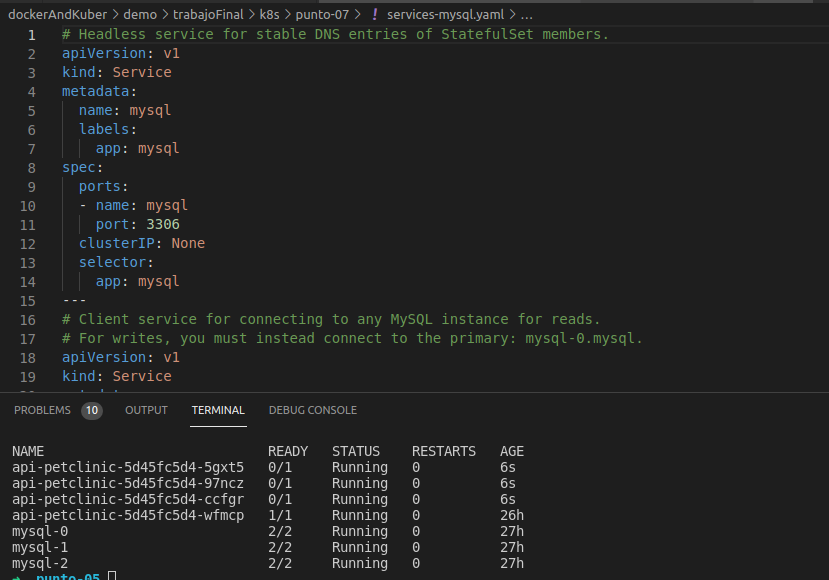 dockerAndKuber > demo > trabajoFinal > k8s > punto-07 > ! services-mysql.yaml > ...
1 # Headless service for stable DNS entries of StatefulSet members.
2 apiVersion: v1
3 kind: Service
4 metadata:
5   name: mysql
6   labels:
7     app: mysql
8 spec:
9   ports:
10   - name: mysql
11     port: 3306
12   clusterIP: None
13   selector:
14     app: mysql
15 ---
16 # Client service for connecting to any MySQL instance for reads.
17 # For writes, you must instead connect to the primary: mysql-0.mysql.
18 apiVersion: v1
19 kind: Service
PROBLEMS 10 OUTPUT TERMINAL DEBUG CONSOLE
NAME READY STATUS RESTARTS AGE
api-petclinic-5d45fc5d4-5gxt5 0/1 Running 0 6s
api-petclinic-5d45fc5d4-97ncz 0/1 Running 0 6s
api-petclinic-5d45fc5d4-ccfgr 0/1 Running 0 6s
api-petclinic-5d45fc5d4-wfmcp 1/1 Running 0 26h
mysql-0 2/2 Running 0 27h
mysql-1 2/2 Running 0 27h
mysql-2 2/2 Running 0 27h
→ punto-05